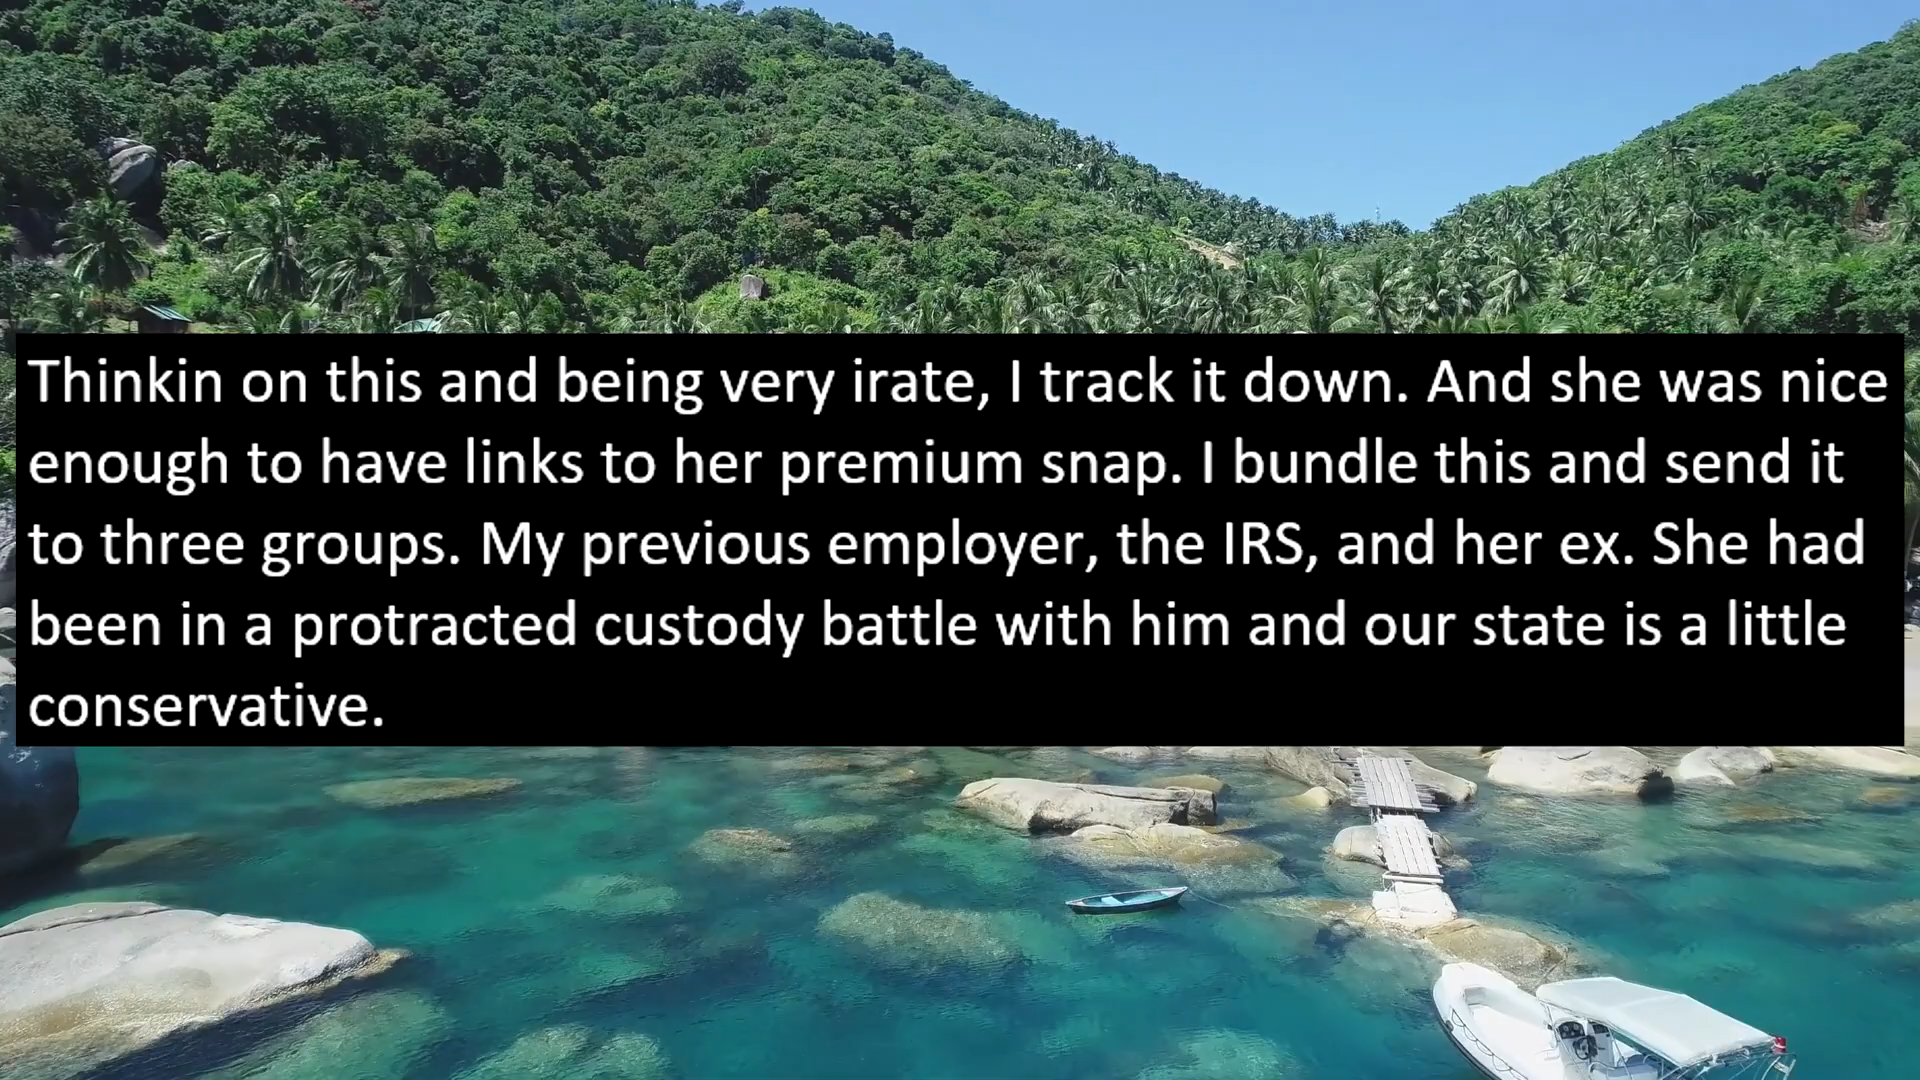 Thinkin on this and being very irate, I track it down. And she was nice
enough to have links to her premium snap. I bundle this and send it
to three groups. My previous employer, the IRS, and her ex. She had
been in a protracted custody battle with him and our state is a little
conservative.